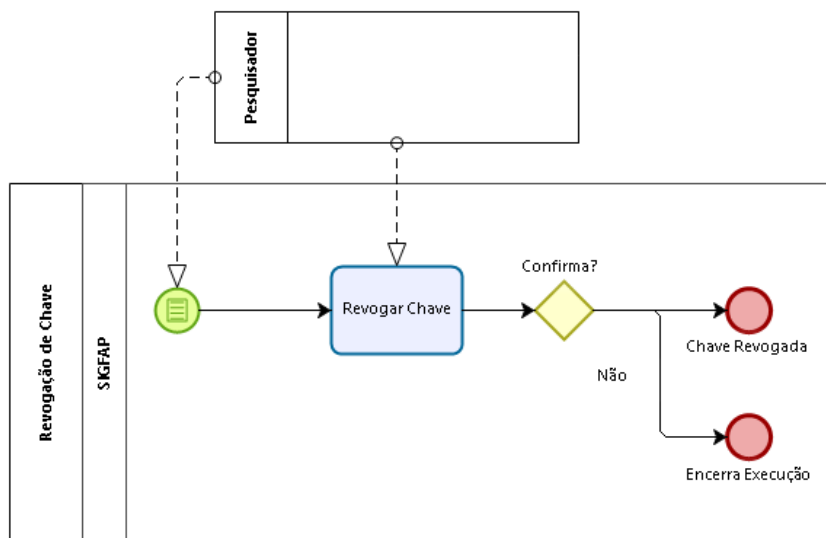 Pesquisador
Revogação de Chave
SIGFAP
Revogar Chave
Confirma?
Chave Revogada
Não
Encerra Execução